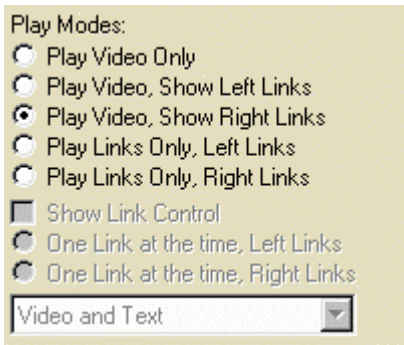 Play Modes:
Play Video Only
Play Video, Show Left Links
Play Video, Show Right Links
Play Links Only, Left Links
Play Links Only, Right Links
Show Link Control
One Link at the time, Left Links
One Link at the time, Right Links
Video and Text